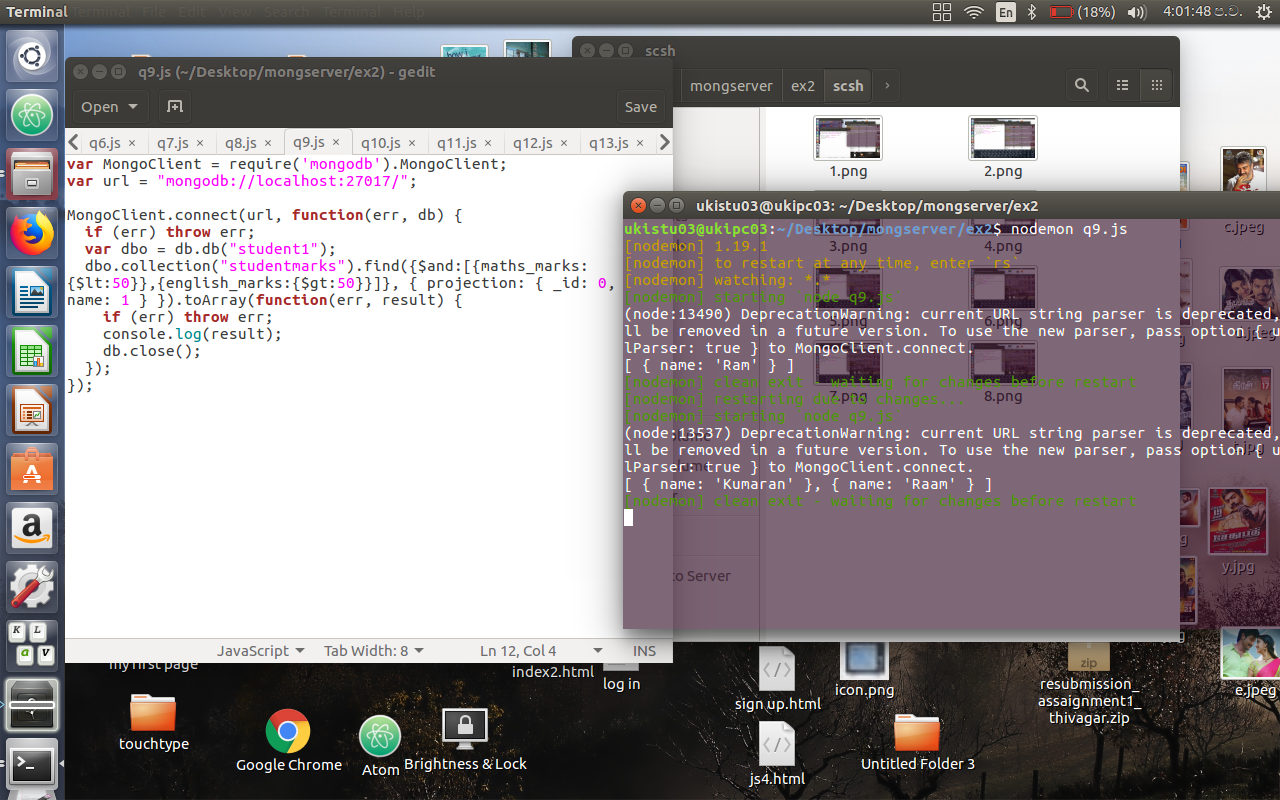 Terminal
Terminal File Edit View Search Terminal Help
En
(18%)
4:01:48 ප.ව.
scsh
q9.js (~/Desktop/mongserver/ex2) - gedit
Open
Save
mongserver
ex2
scsh
q6.js ×
q7.js ×
q8.js ×
q9.js ×
q10.js ×
q11.js ×
q12.js ×
q13.js ×
var MongoClient = require('mongodb').MongoClient;
var url = "mongodb://localhost:27017/";
MongoClient.connect(url, function(err, db) {
  if (err) throw err;
  var dbo = db.db("student1");
  dbo.collection("studentmarks").find({$and:[{maths_marks:
{$lt:50}},{english_marks:{$gt:50}}]}, { projection: { _id: 0,
name: 1 } }).toArray(function(err, result) {
    if (err) throw err;
    console.log(result);
    db.close();
  });
});
JavaScript
Tab Width: 8
Ln 12, Col 4
INS
1.png
2.png
ukistu03@ukipc03: ~/Desktop/mongserver/ex2
ukistu03@ukipc03:~/Desktop/mongserver/ex2$ nodemon q9.js
[nodemon] 1.19.1
[nodemon] to restart at any time, enter `rs`
[nodemon] watching: *.*
[nodemon] starting `node q9.js`
(node:13490) DeprecationWarning: current URL string parser is deprecated,
ll be removed in a future version. To use the new parser, pass option { u
lParser: true } to MongoClient.connect.
[ { name: 'Ram' } ]
[nodemon] clean exit - waiting for changes before restart
[nodemon] restarting due to changes...
[nodemon] starting `node q9.js`
(node:13537) DeprecationWarning: current URL string parser is deprecated,
ll be removed in a future version. To use the new parser, pass option { u
lParser: true } to MongoClient.connect.
[ { name: 'Kumaran' }, { name: 'Raam' } ]
[nodemon] clean exit - waiting for changes before restart
3.png
4.png
5.png
6.png
7.png
8.png
to Server
c.jpeg
d.jpeg
y.jpg
e.jpeg
my first page
index2.html
log in
touchtype
Google Chrome
Atom
Brightness & Lock
sign up.html
icon.png
zip
resubmission_
assaignment1_
thivagar.zip
js4.html
Untitled Folder 3
K L
a V